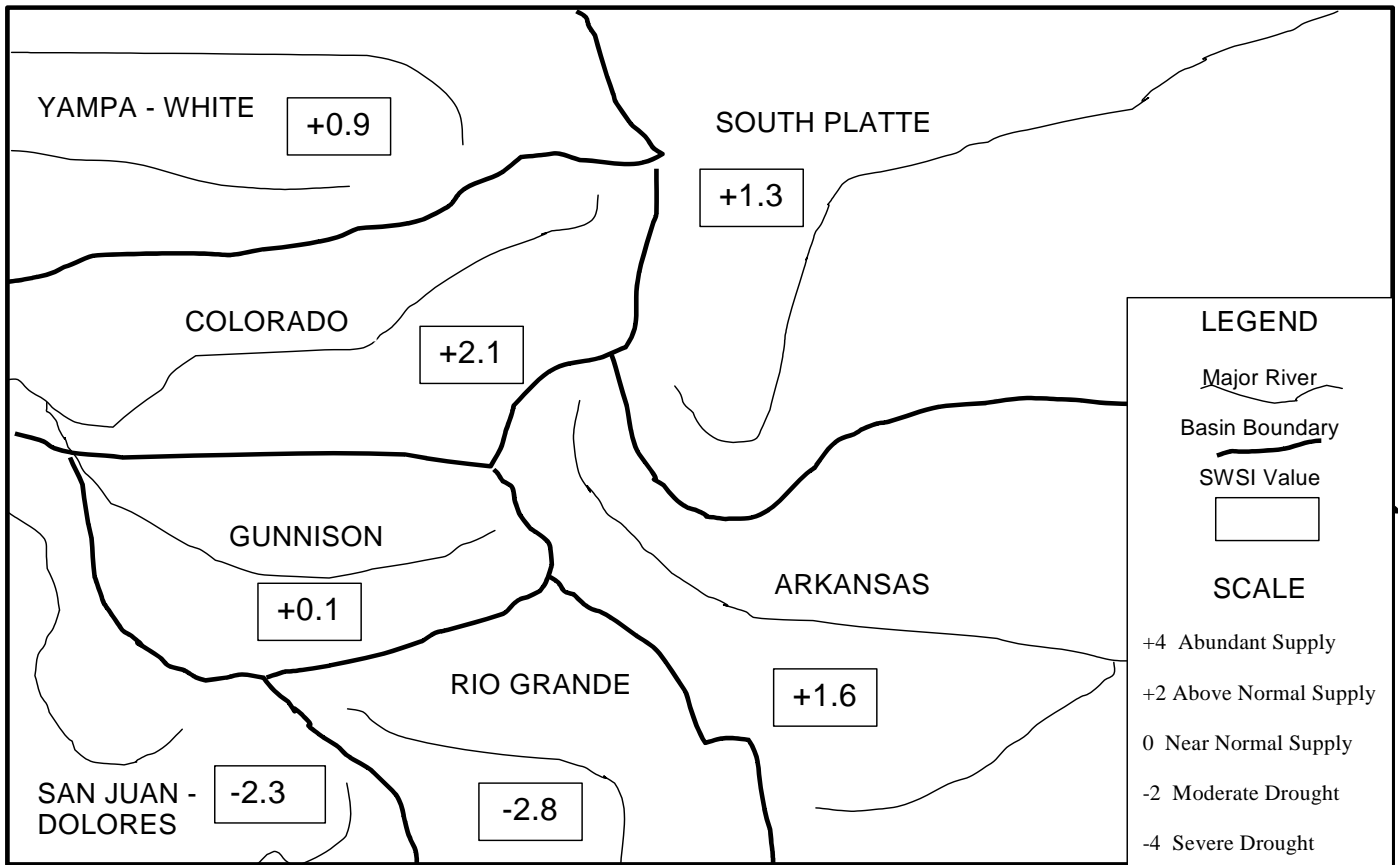 YAMPA - WHITE
+0.9
SOUTH PLATTE
+1.3
COLORADO
+2.1
GUNNISON
+0.1
ARKANSAS
+1.6
RIO GRANDE
-2.8
SAN JUAN -
DOLORES
-2.3
LEGEND
Major River
Basin Boundary
SWSI Value
SCALE
+4 Abundant Supply
+2 Above Normal Supply
0 Near Normal Supply
-2 Moderate Drought
-4 Severe Drought